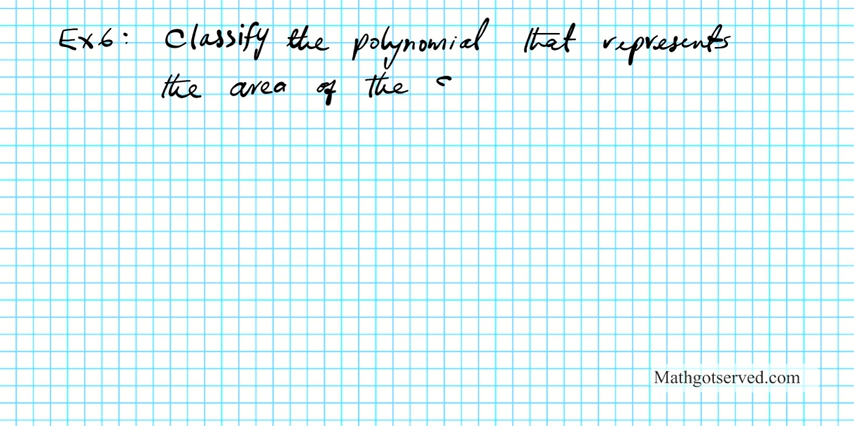 Ex6: Classify the polynomial that represents
the area of the
Mathgotserved.com